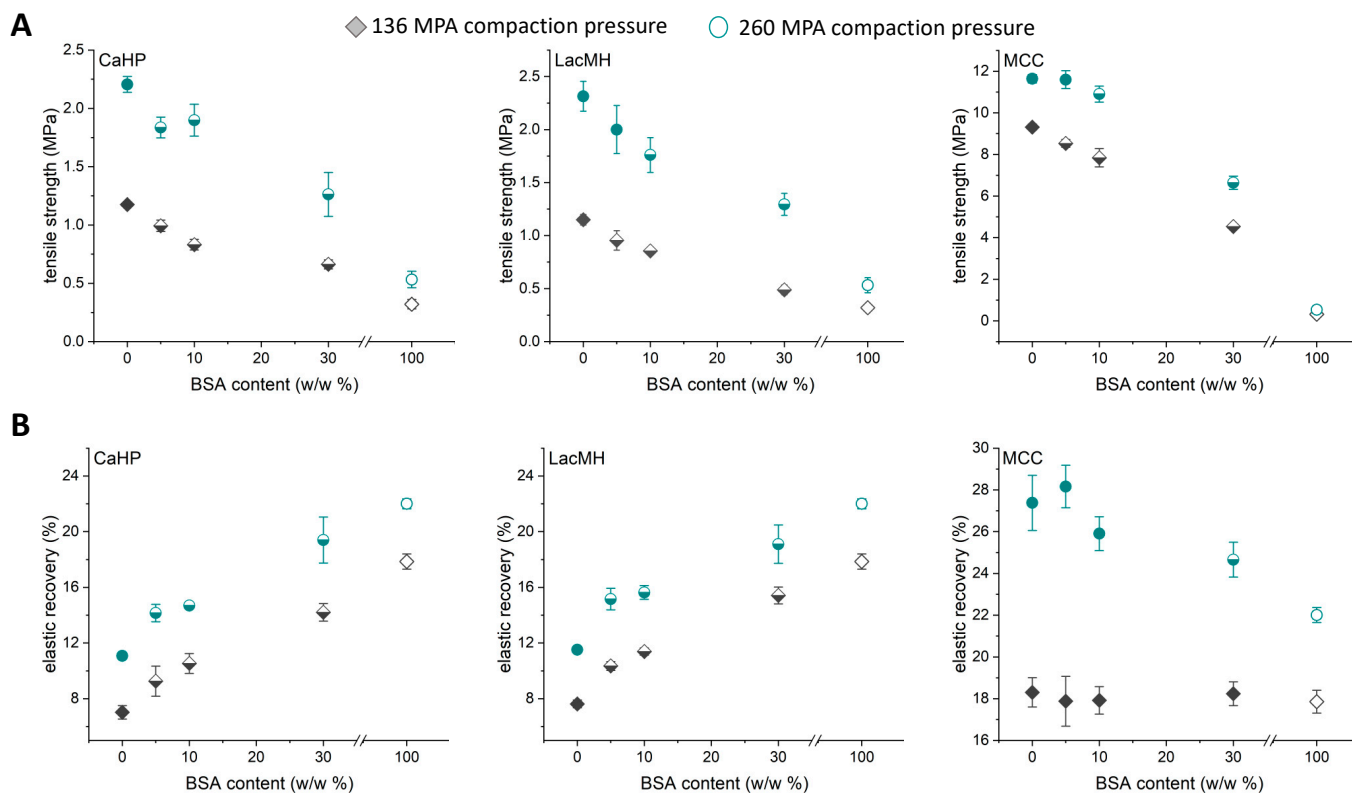 A
136 MPA compaction pressure
260 MPA compaction pressure
CaHP
2.5
2.0
1.5
1.0
0.5
0.0
tensile strength (MPa)
0 10 20 30 100
BSA content (w/w %)
LacMH
2.5
2.0
1.5
1.0
0.5
0.0
tensile strength (MPa)
0 10 20 30 100
BSA content (w/w %)
MCC
12
10
8
6
4
2
0
tensile strength (MPa)
0 10 20 30 100
BSA content (w/w %)
B
CaHP
24
20
16
12
8
elastic recovery (%)
0 10 20 30 100
BSA content (w/w %)
LacMH
24
20
16
12
8
elastic recovery (%)
0 10 20 30 100
BSA content (w/w %)
MCC
30
28
26
24
22
20
18
16
elastic recovery (%)
0 10 20 30 100
BSA content (w/w %)